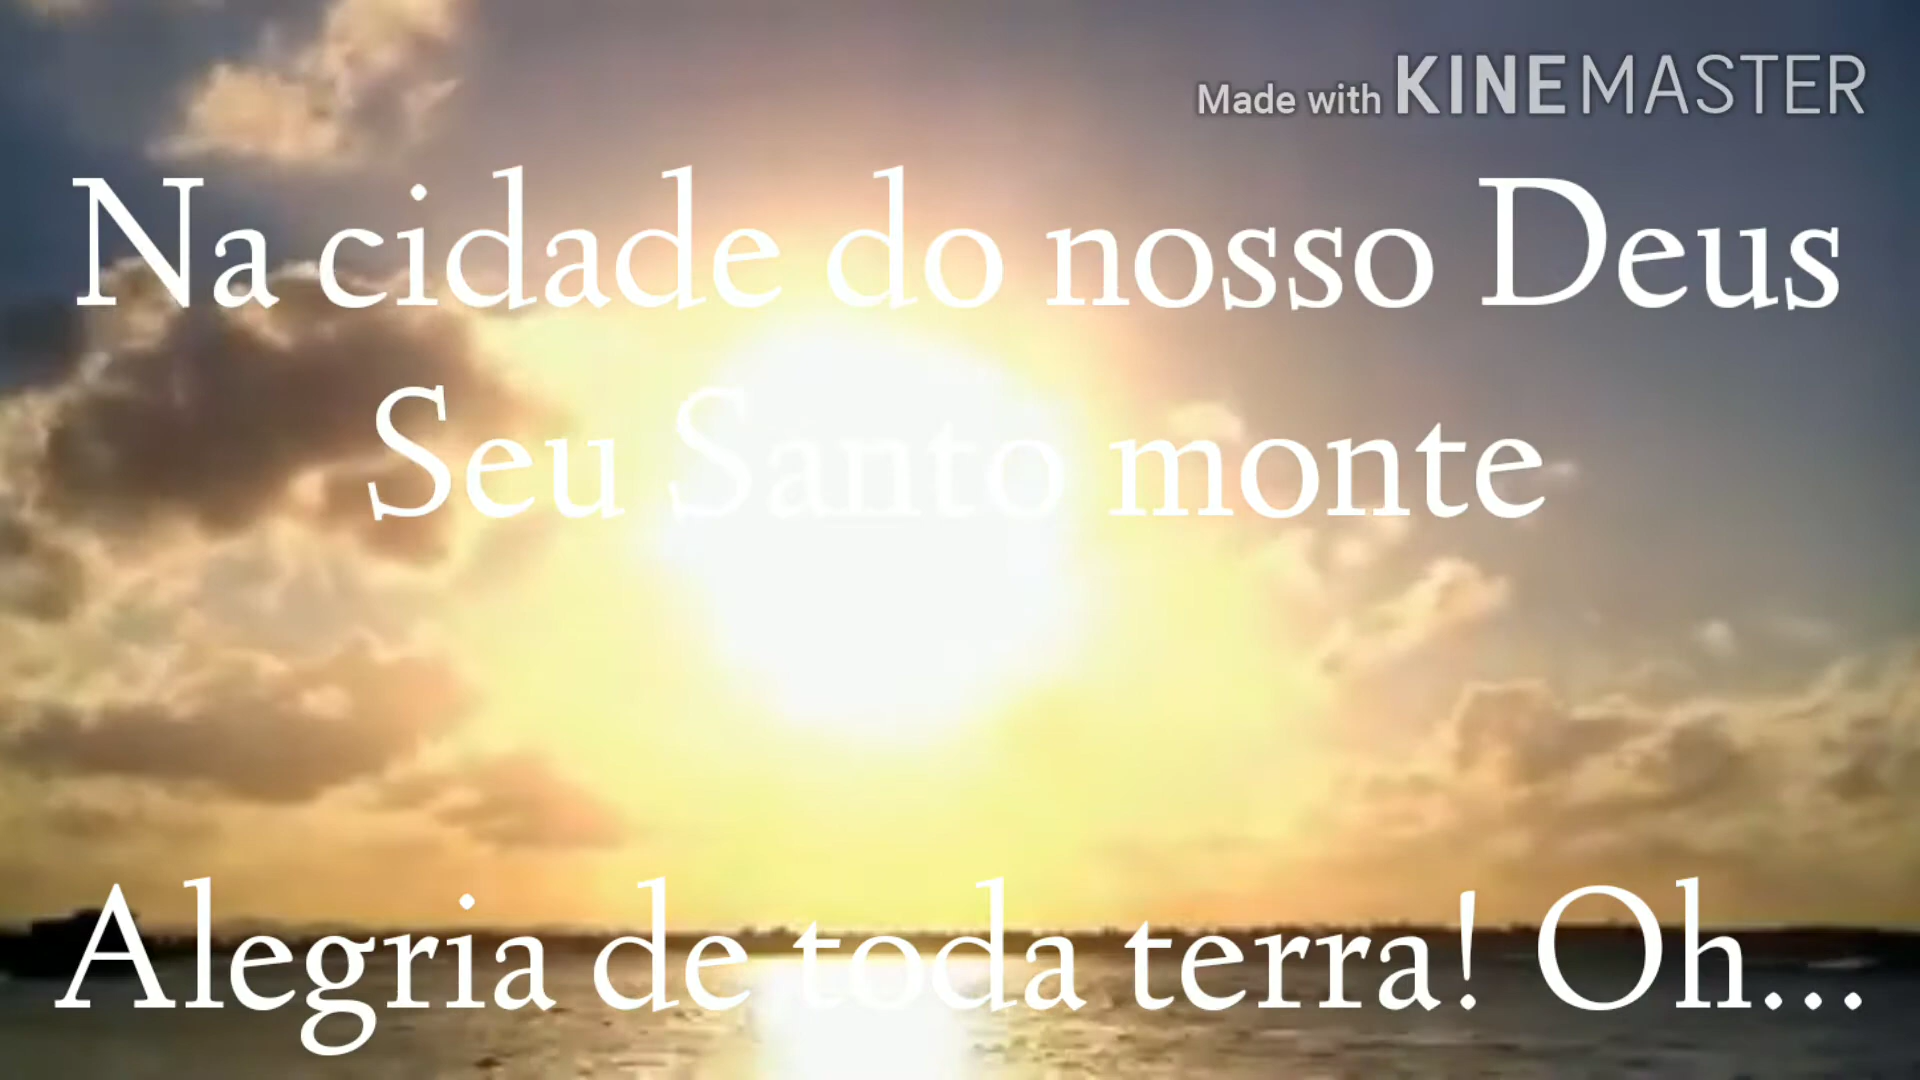 Made with KINEMASTER
Na cidade do nosso Deus
Seu Santo monte
Alegria de toda terra! Oh...